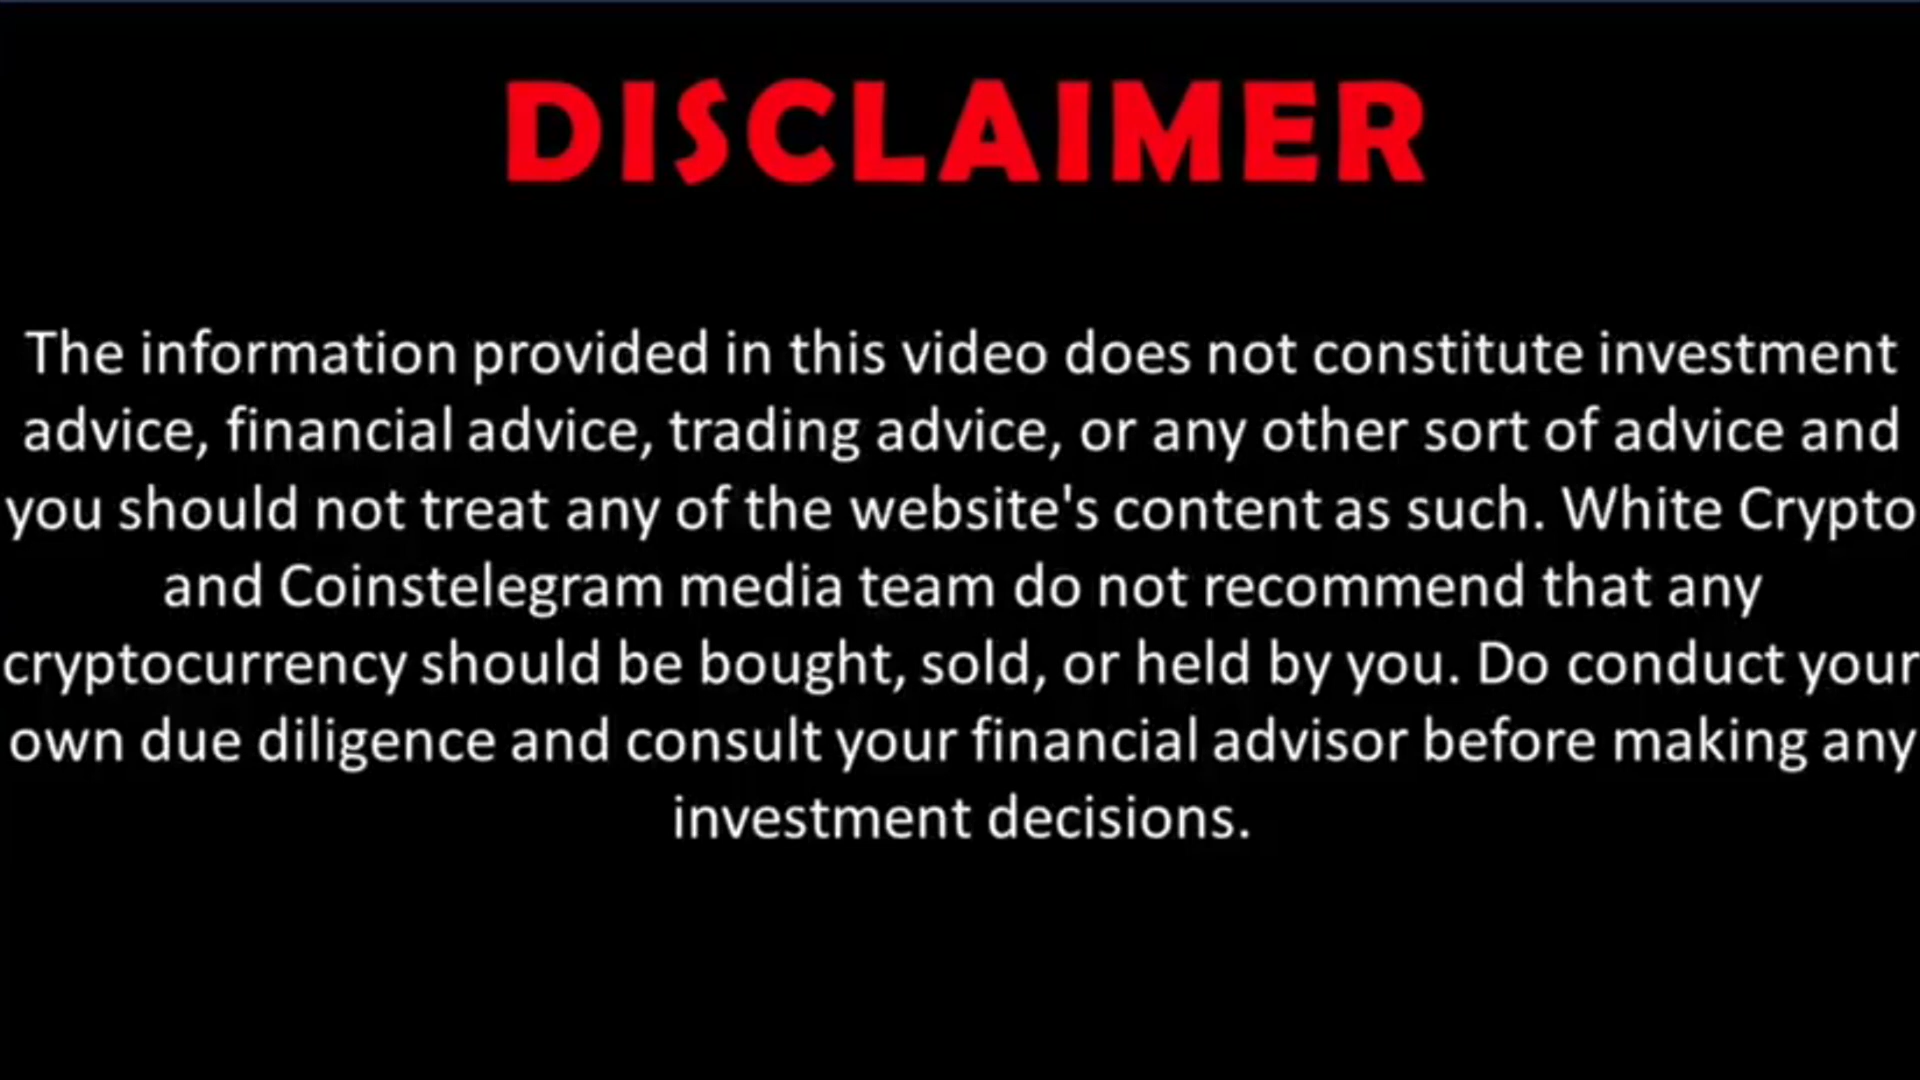 DISCLAIMER
The information provided in this video does not constitute investment
advice, financial advice, trading advice, or any other sort of advice and
you should not treat any of the website's content as such. White Crypto
and Coinstelegram media team do not recommend that any
cryptocurrency should be bought, sold, or held by you. Do conduct your
own due diligence and consult your financial advisor before making any
investment decisions.